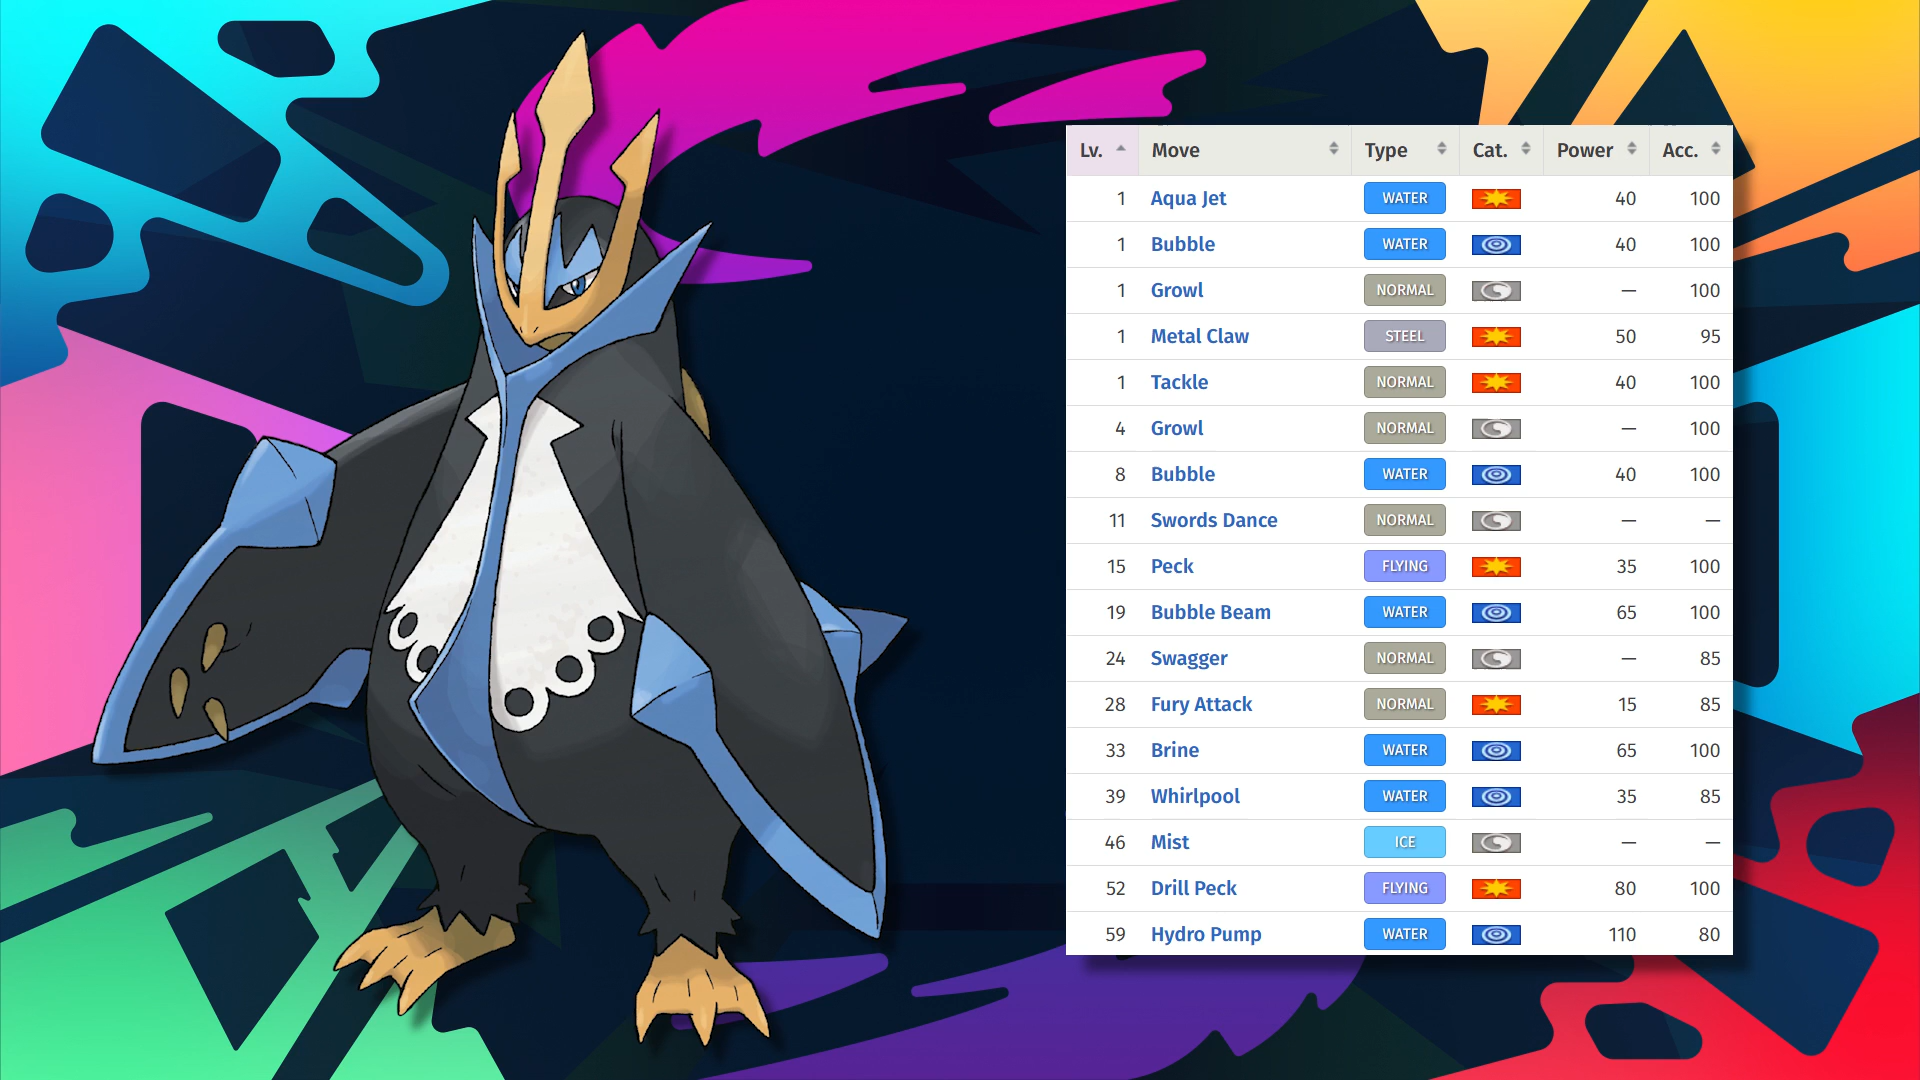 Lv. Move Type Cat. Power Acc.
1 Aqua Jet WATER 40 100
1 Bubble WATER 40 100
1 Growl NORMAL — 100
1 Metal Claw STEEL 50 95
1 Tackle NORMAL 40 100
4 Growl NORMAL — 100
8 Bubble WATER 40 100
11 Swords Dance NORMAL — —
15 Peck FLYING 35 100
19 Bubble Beam WATER 65 100
24 Swagger NORMAL — 85
28 Fury Attack NORMAL 15 85
33 Brine WATER 65 100
39 Whirlpool WATER 35 85
46 Mist ICE — —
52 Drill Peck FLYING 80 100
59 Hydro Pump WATER 110 80